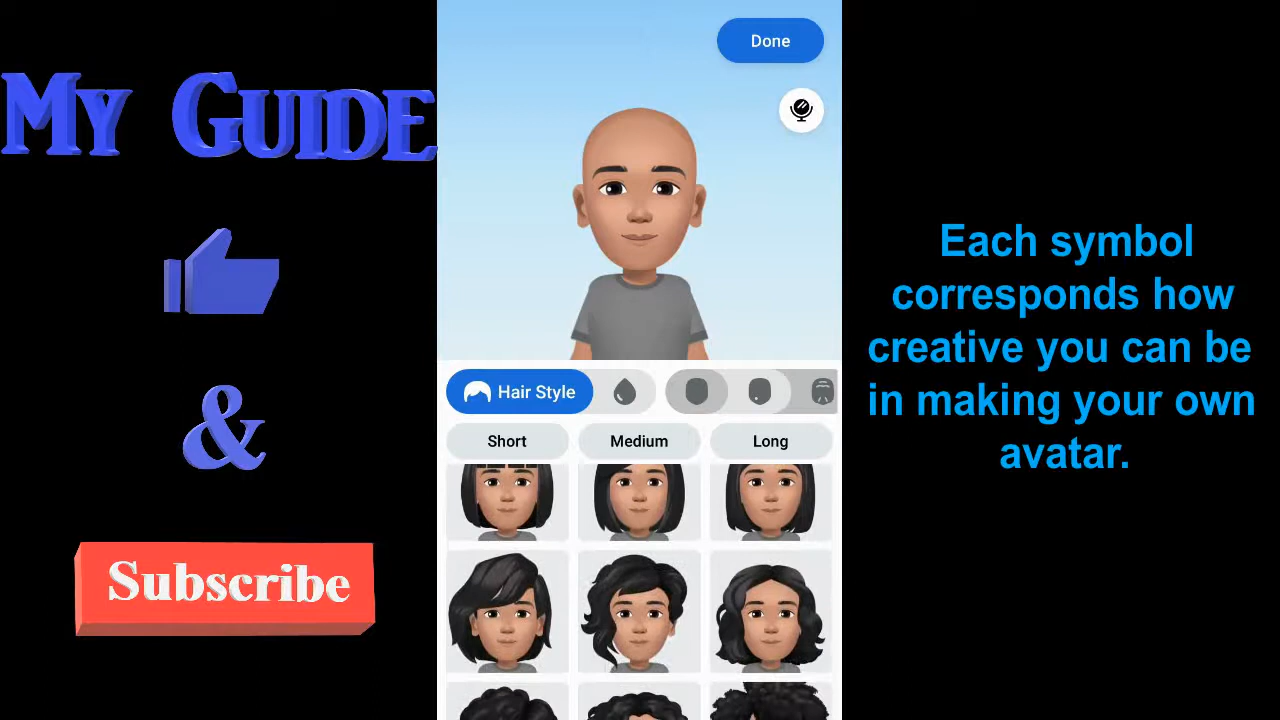 My Guide
&
Subscribe
Done
Hair Style
Short
Medium
Long
Each symbol
corresponds how
creative you can be
in making your own
avatar.